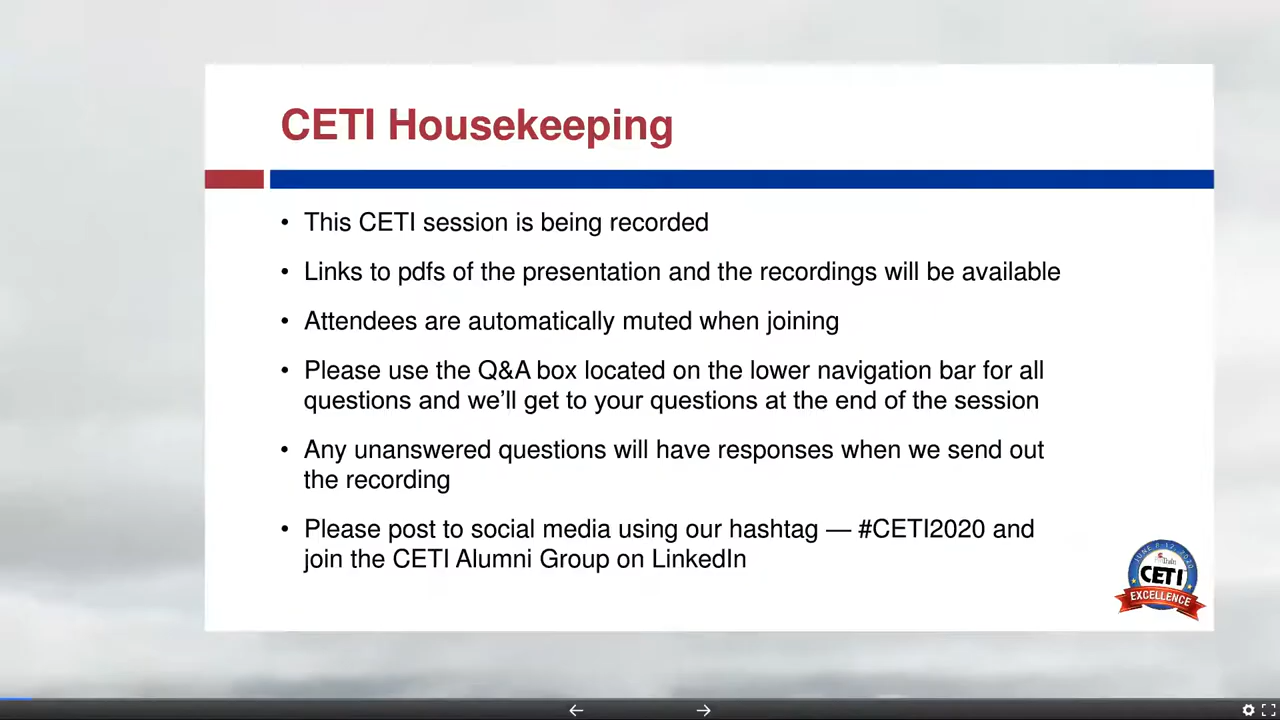 CETI Housekeeping
• This CETI session is being recorded
• Links to pdfs of the presentation and the recordings will be available
• Attendees are automatically muted when joining
• Please use the Q&A box located on the lower navigation bar for all
questions and we’ll get to your questions at the end of the session
• Any unanswered questions will have responses when we send out
the recording
• Please post to social media using our hashtag — #CETI2020 and
join the CETI Alumni Group on LinkedIn
CETI
EXCELLENCE